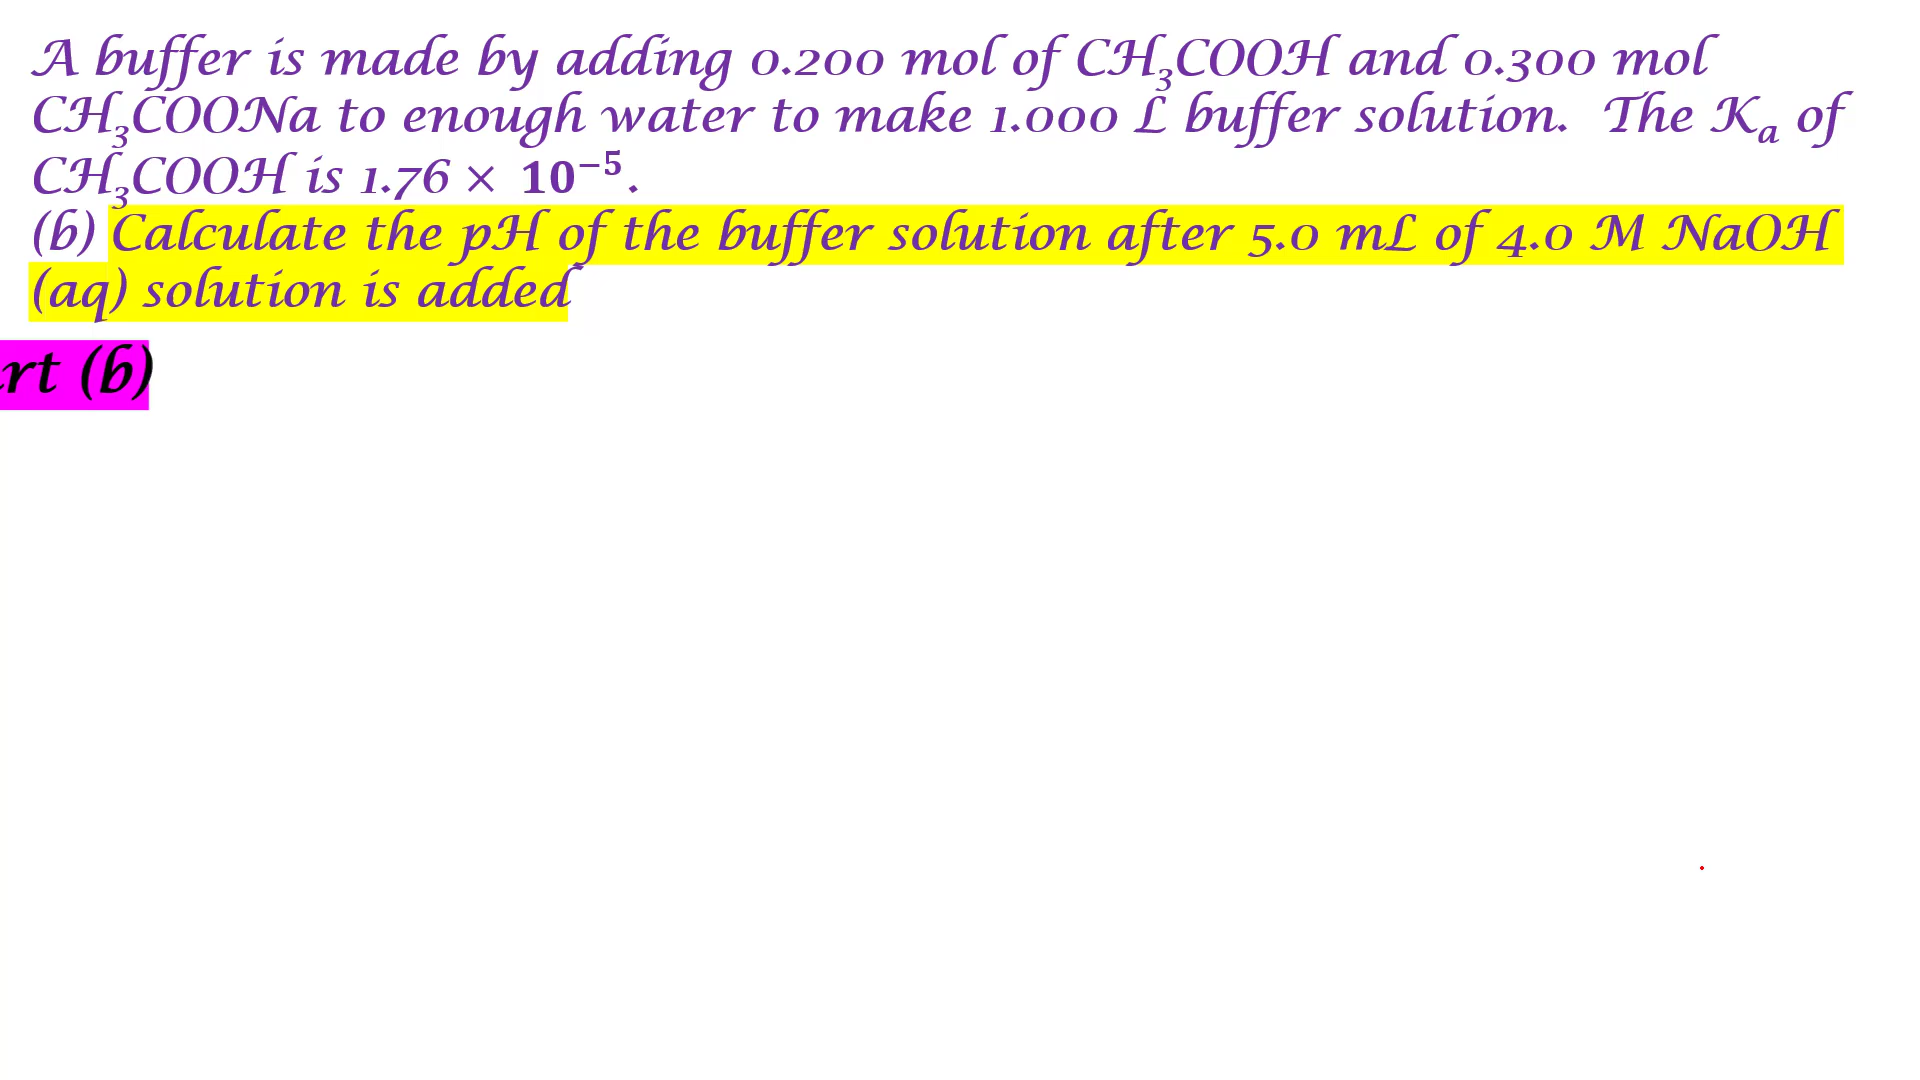 A buffer is made by adding 0.200 mol of CH₃COOH and 0.300 mol
CH₃COONa to enough water to make 1.000 L buffer solution. The Kₐ of
CH₃COOH is 1.76 × 10⁻⁵.
(b) Calculate the pH of the buffer solution after 5.0 mL of 4.0 M NaOH
(aq) solution is added
rt (b)